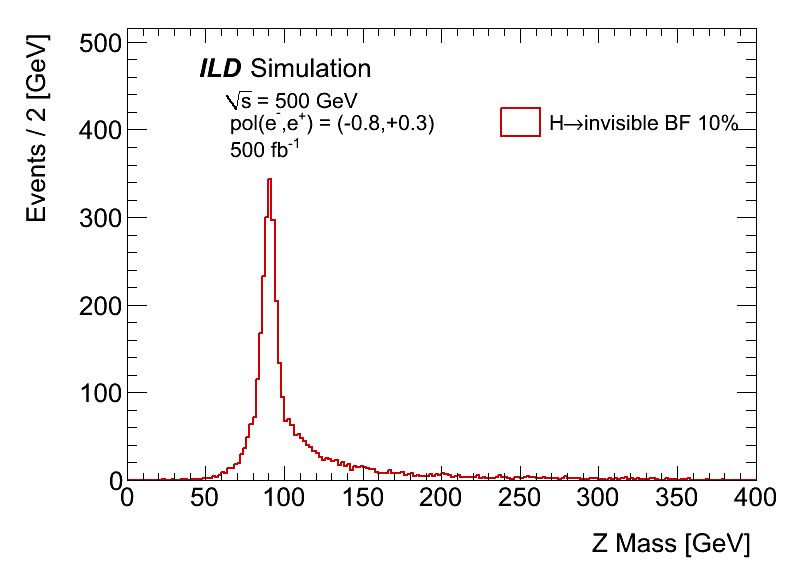 500
400
300
200
100
0
Events / 2 [GeV]
ILD Simulation
√s = 500 GeV
pol(e⁻,e⁺) = (-0.8,+0.3)
500 fb⁻¹
H→invisible BF 10%
0 50 100 150 200 250 300 350 400
Z Mass [GeV]